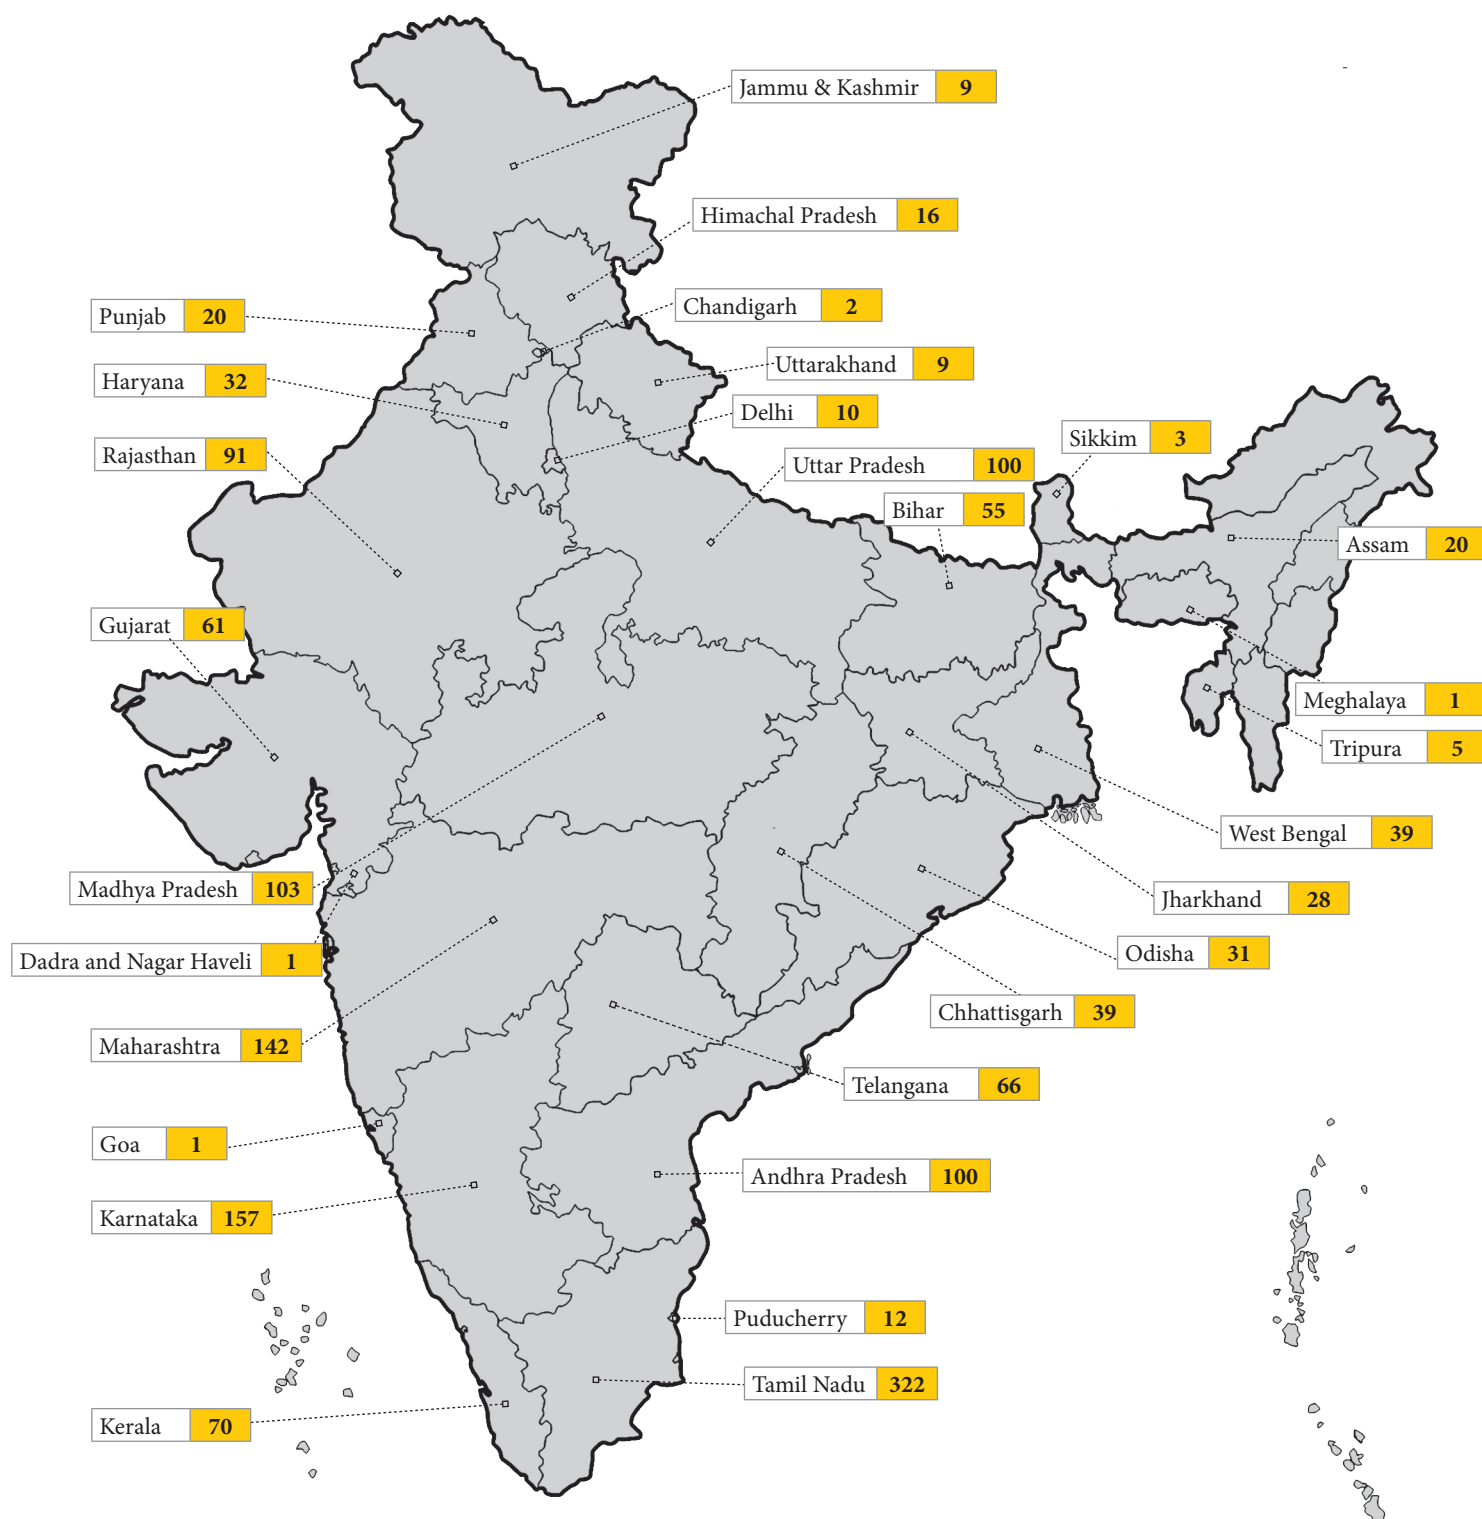 Jammu & Kashmir 9
Himachal Pradesh 16
Chandigarh 2
Punjab 20
Uttarakhand 9
Haryana 32
Delhi 10
Sikkim 3
Rajasthan 91
Uttar Pradesh 100
Bihar 55
Assam 20
Gujarat 61
Meghalaya 1
Tripura 5
West Bengal 39
Madhya Pradesh 103
Jharkhand 28
Odisha 31
Dadra and Nagar Haveli 1
Chhattisgarh 39
Maharashtra 142
Telangana 66
Goa 1
Andhra Pradesh 100
Karnataka 157
Puducherry 12
Tamil Nadu 322
Kerala 70